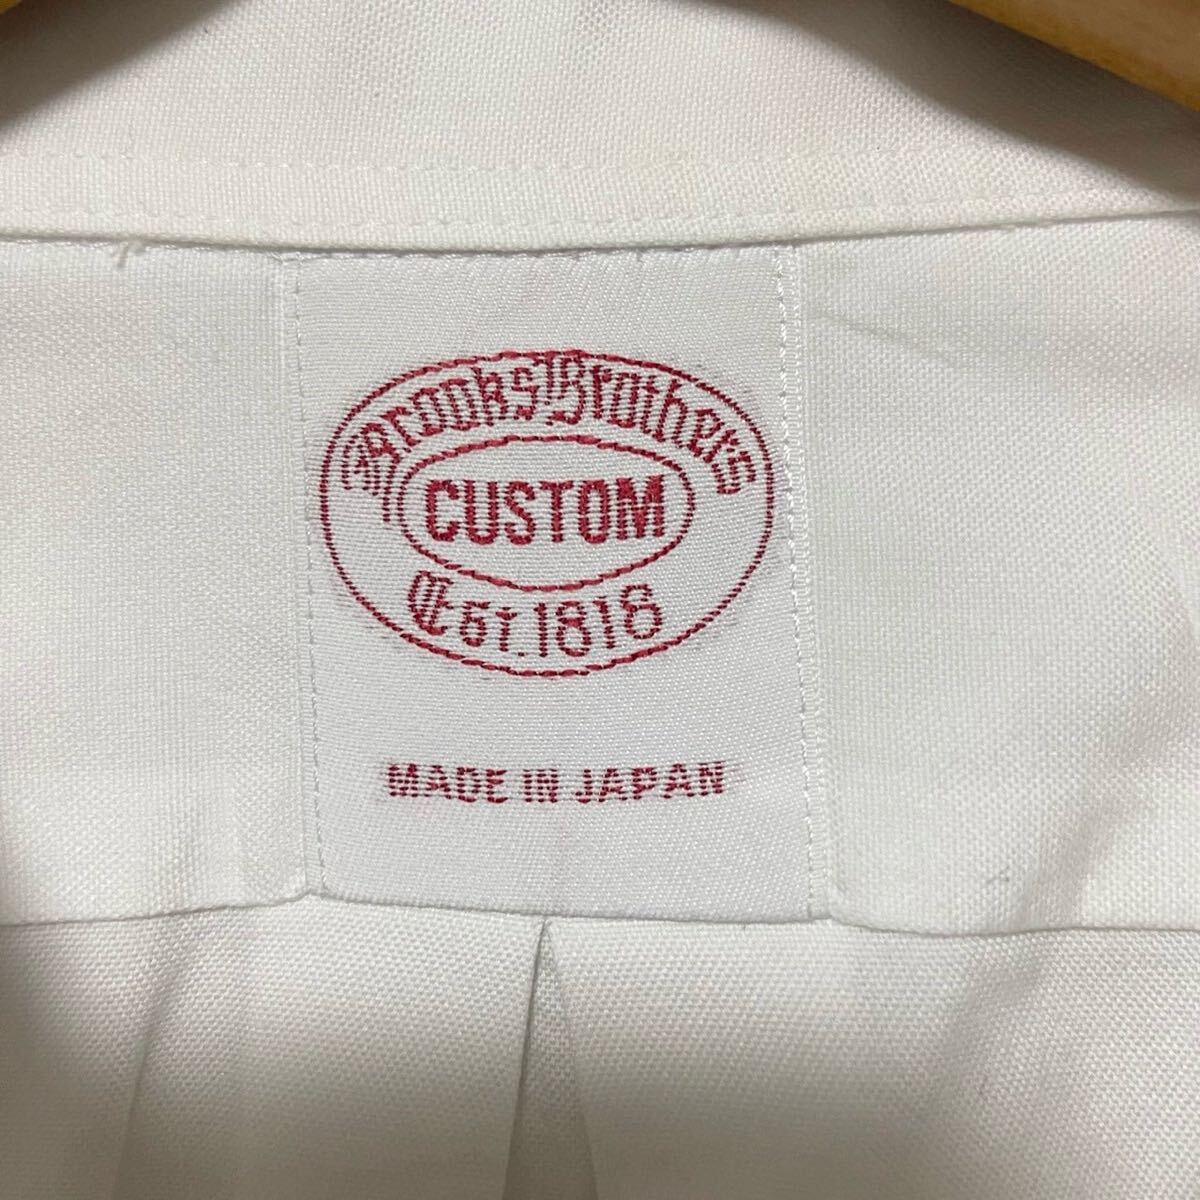 Brooks Brothers
CUSTOM
Est. 1818
MADE IN JAPAN